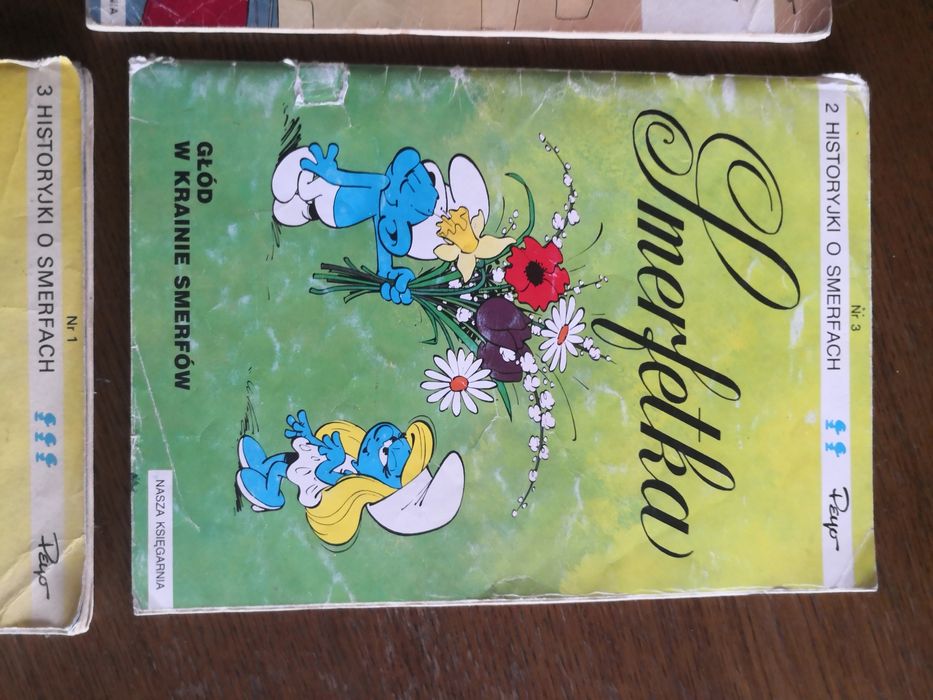 Nr 3
2 HISTORYJKI O SMERFACH
Peyo
Smerfetka
GŁÓD
W KRAINIE SMERFÓW
NASZA KSIĘGARNIA
Nr 1
3 HISTORYJKI O SMERFACH
Peyo